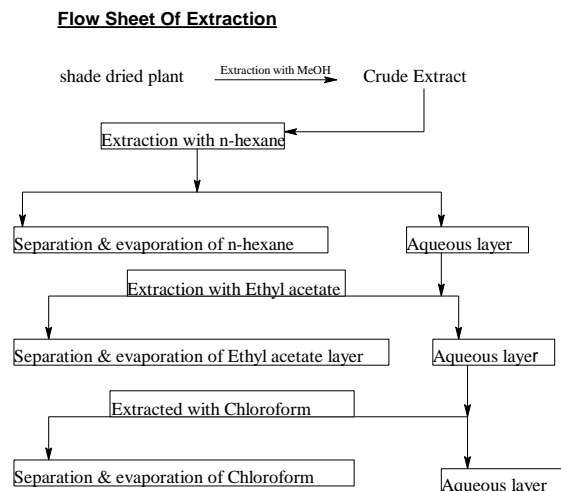 Flow Sheet Of Extraction
shade dried plant
Extraction with MeOH
Crude Extract
Extraction with n-hexane
Separation & evaporation of n-hexane
Aqueous layer
Extraction with Ethyl acetate
Separation & evaporation of Ethyl acetate layer
Aqueous layer
Extracted with Chloroform
Separation & evaporation of Chloroform
Aqueous layer